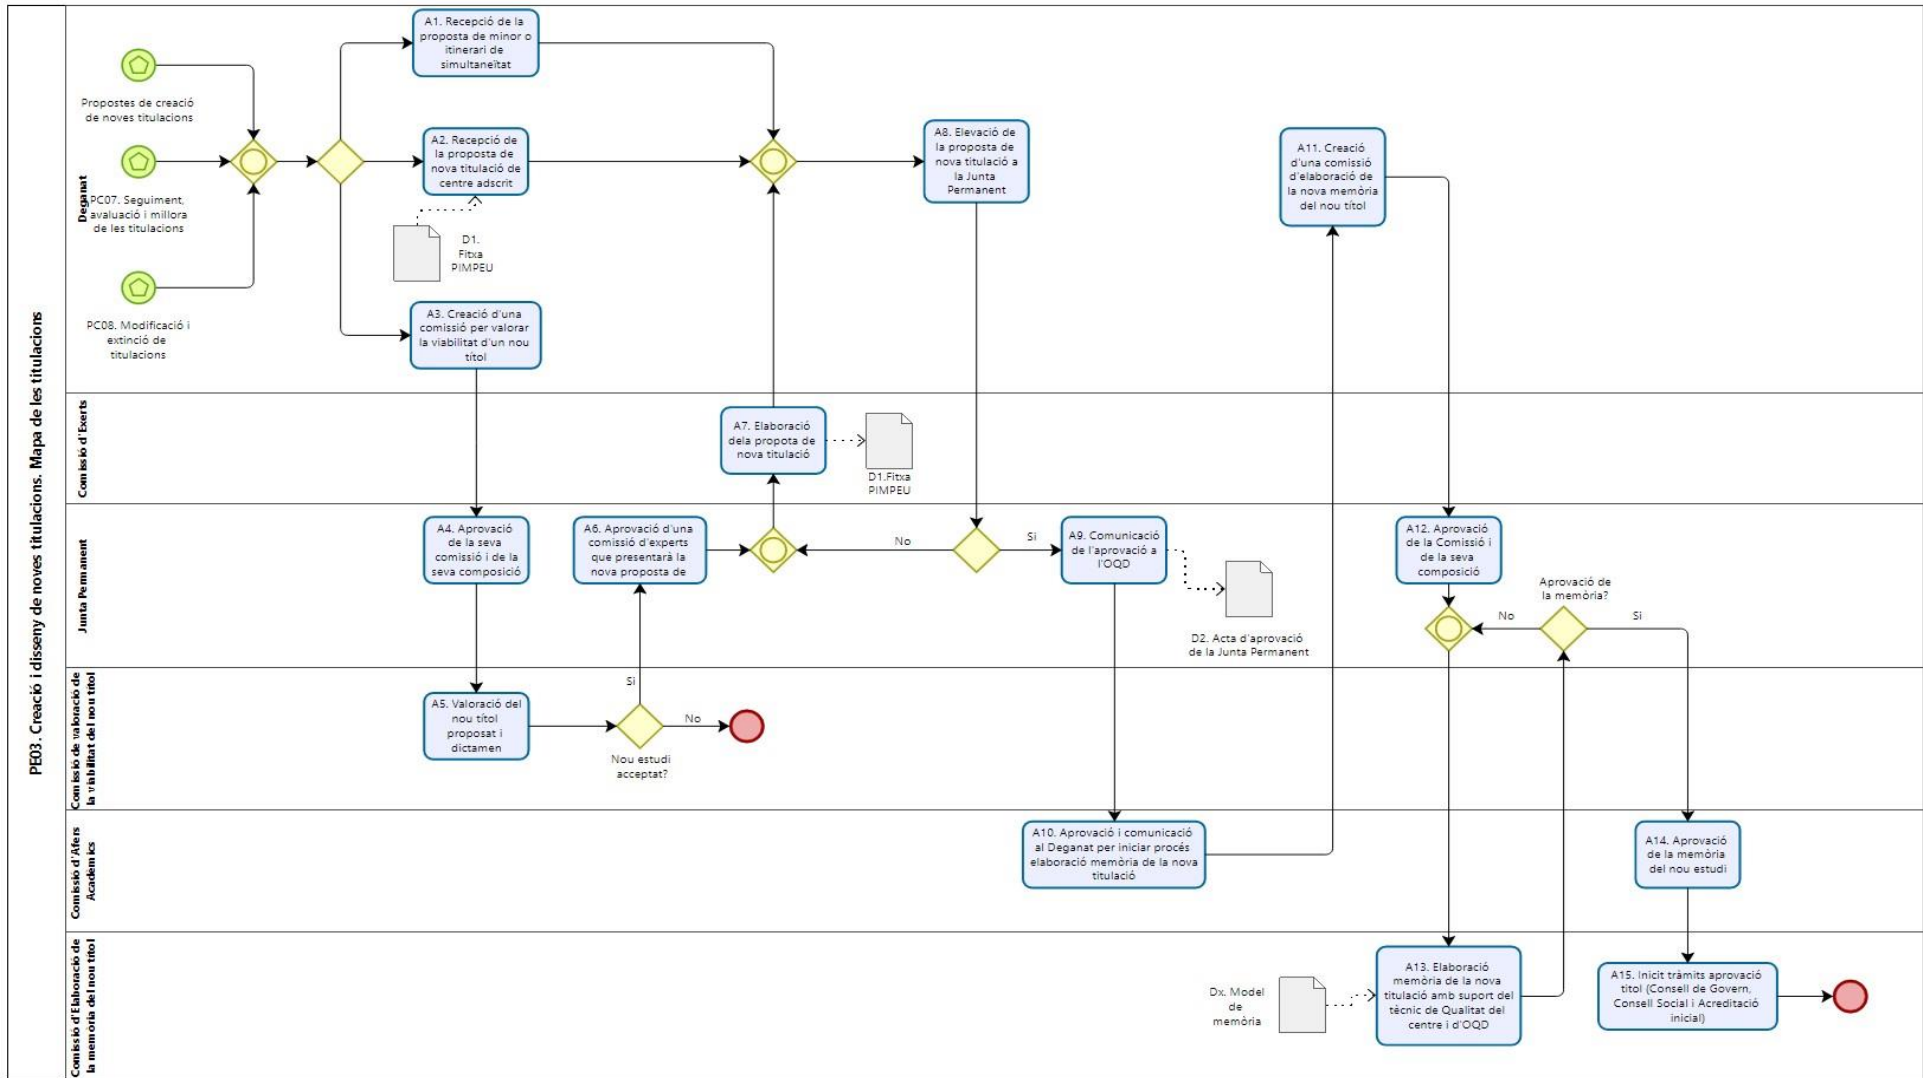 PE03. Creació i disseny de noves titulacions. Mapa de les titulacions
Deganat
Propostes de creació
de noves titulacions
PC07. Seguiment,
avaluació i millora
de les titulacions
PC08. Modificació i
extinció de
titulacions
A1. Recepció de la
proposta de minor o
itinerari de
simultaneïtat
A2. Recepció de
la proposta de
nova titulació de
centre adscrit
D1.
Fitxa
PIMPEU
A3. Creació d'una
comissió per valorar
la viabilitat d'un nou
títol
A8. Elevació de
la proposta de
nova titulació a
la Junta
Permanent
A11. Creació
d'una comissió
d'elaboració de
la nova memòria
del nou títol
Comissió d'Exerts
A7. Elaboració
dela propota de
nova titulació
D1.Fitxa
PIMPEU
Junta Permanent
A4. Aprovació
de la seva
comissió i de la
seva composició
A6. Aprovació d'una
comissió d'experts
que presentarà la
nova proposta de
No
Si
A9. Comunicació
de l'aprovació a
l'OQD
D2. Acta d'aprovació
de la Junta Permanent
A12. Aprovació
de la Comissió i
de la seva
composició
Aprovació de
la memòria?
No
Si
Comissió de valoració de
la viabilitat del nou títol
A5. Valoració del
nou títol
proposat i
dictamen
Si
No
Nou estudi
acceptat?
Comissió d'Afers
Academics
A10. Aprovació i comunicació
al Deganat per iniciar procés
elaboració memòria de la nova
titulació
A14. Aprovació
de la memòria
del nou estudi
Comissió d'Elaboració de
la memòria del nou títol
Dx. Model
de
memòria
A13. Elaboració
memòria de la nova
titulació amb suport del
tècnic de Qualitat del
centre i d'OQD
A15. Inicit tràmits aprovació
titol (Consell de Govern,
Consell Social i Acreditació
inicial)